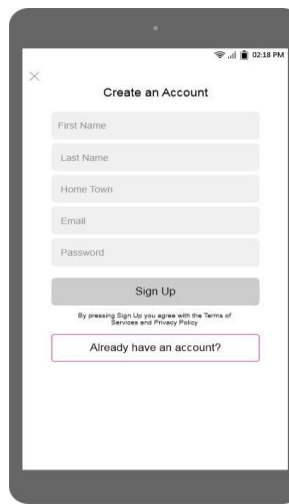 02:18 PM
Create an Account
First Name
Last Name
Home Town
Email
Password
Sign Up
By pressing Sign Up you agree with the Terms of
Services and Privacy Policy
Already have an account?